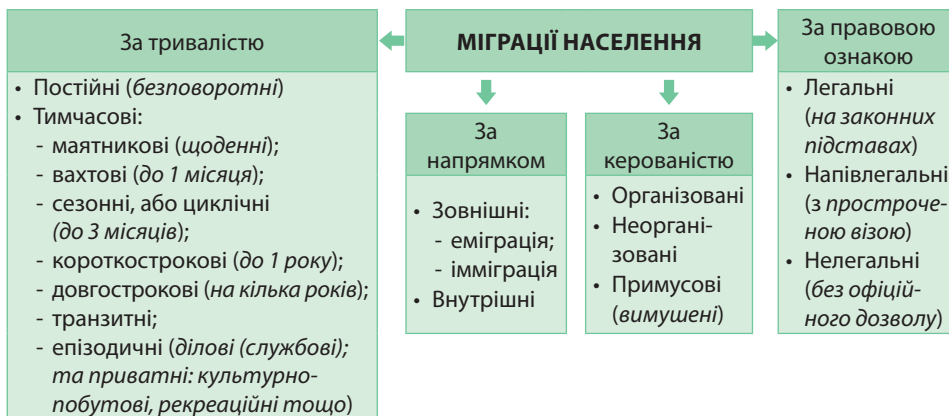 МІГРАЦІЇ НАСЕЛЕННЯ
За тривалістю
• Постійні (безповоротні)
• Тимчасові:
- маятникові (щоденні);
- вахтові (до 1 місяця);
- сезонні, або циклічні
(до 3 місяців);
- короткострокові (до 1 року);
- довгострокові (на кілька років);
- транзитні;
- епізодичні (ділові (службові);
та приватні: культурно-
побутові, рекреаційні тощо)
За
напрямком
• Зовнішні:
- еміграція;
- імміграція
• Внутрішні
За
керованістю
• Організовані
• Неоргані-
зовані
• Примусові
(вимушені)
За правовою
ознакою
• Легальні
(на законних
підставах)
• Напівлегальні
(з простроче-
ною візою)
• Нелегальні
(без офіцій-
ного дозволу)